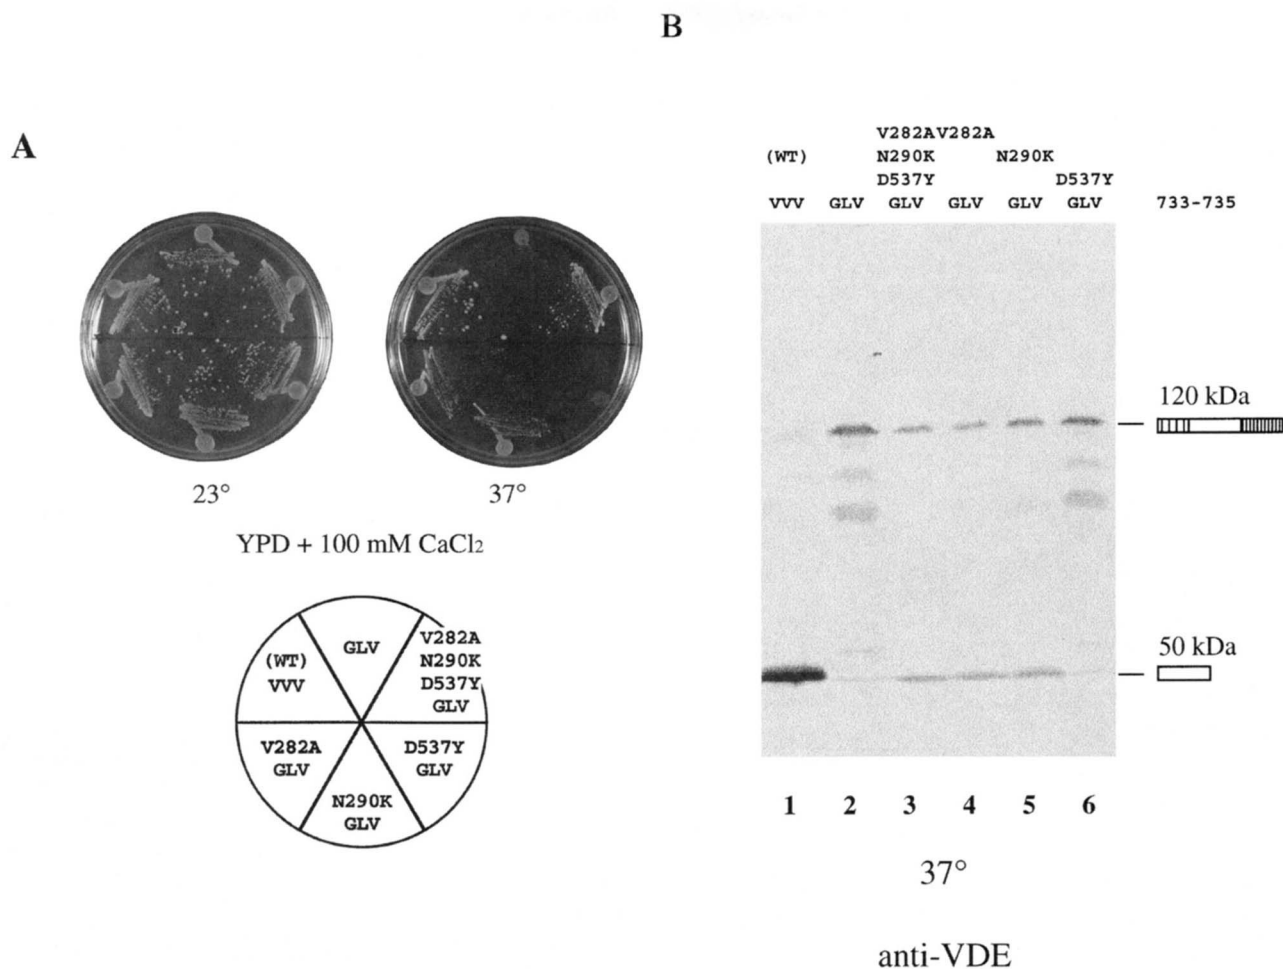 B
A
V282AV282A
(WT) N290K N290K
D537Y D537Y
VVV GLV GLV GLV GLV GLV 733-735
23° 37°
YPD + 100 mM CaCl₂
120 kDa
50 kDa
(WT)
VVV
GLV
V282A
N290K
D537Y
GLV
V282A
GLV
N290K
GLV
D537Y
GLV
1 2 3 4 5 6
37°
anti-VDE